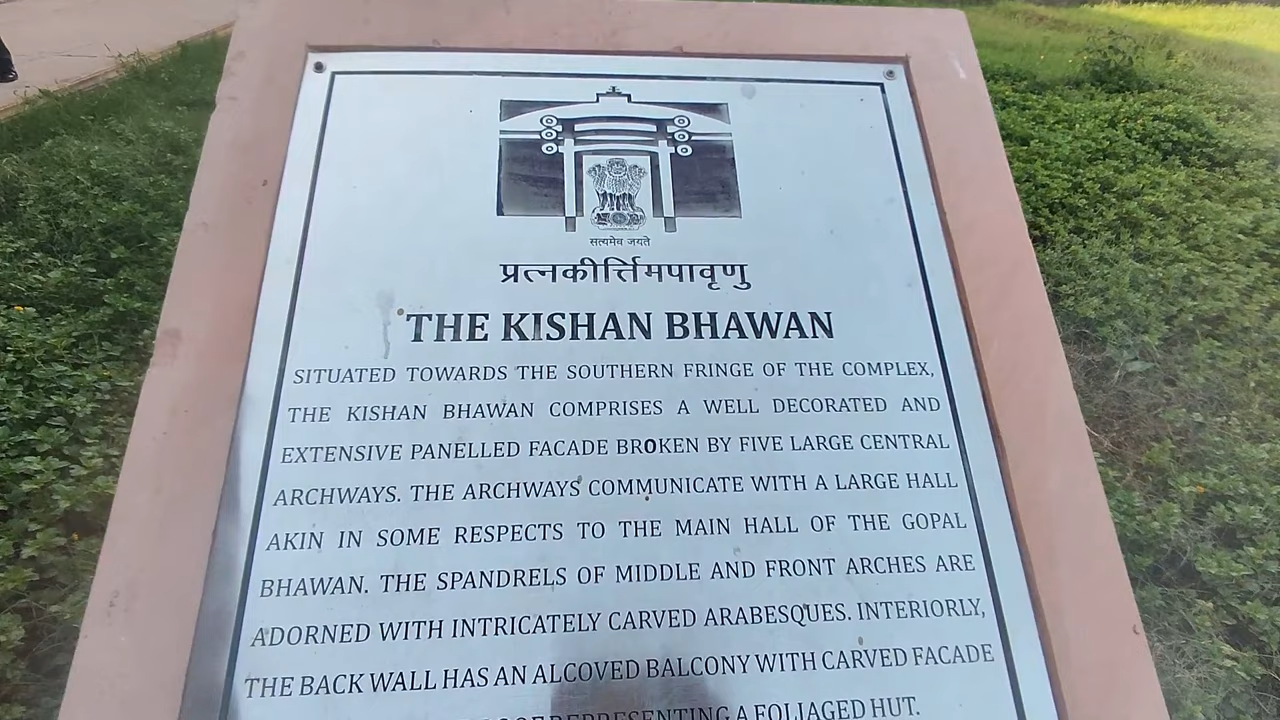 सत्यमेव जयते
प्रत्नकीर्त्तिमपावृणु
THE KISHAN BHAWAN
SITUATED TOWARDS THE SOUTHERN FRINGE OF THE COMPLEX,
THE KISHAN BHAWAN COMPRISES A WELL DECORATED AND
EXTENSIVE PANELLED FACADE BROKEN BY FIVE LARGE CENTRAL
ARCHWAYS. THE ARCHWAYS COMMUNICATE WITH A LARGE HALL
AKIN IN SOME RESPECTS TO THE MAIN HALL OF THE GOPAL
BHAWAN. THE SPANDRELS OF MIDDLE AND FRONT ARCHES ARE
ADORNED WITH INTRICATELY CARVED ARABESQUES. INTERIORLY,
THE BACK WALL HAS AN ALCOVED BALCONY WITH CARVED FACADE
REPRESENTING A FOLIAGED HUT.